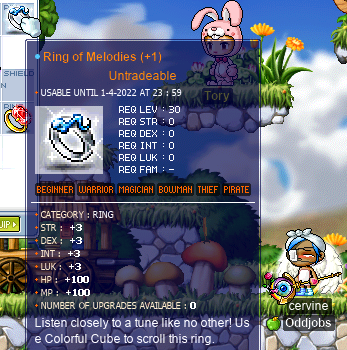 Ring of Melodies (+1)
Untradeable
USABLE UNTIL 1-4-2022 AT 23 : 59
REQ LEV : 30
REQ STR : 0
REQ DEX : 0
REQ INT : 0
REQ LUK : 0
REQ FAM : -
BEGINNER WARRIOR MAGICIAN BOWMAN THIEF PIRATE
CATEGORY : RING
STR : +3
DEX : +3
INT : +3
LUK : +3
HP : +100
MP : +100
NUMBER OF UPGRADES AVAILABLE : 0
Listen closely to a tune like no other! Us
e Colorful Cube to scroll this ring.
SHIELD
Tory
cervine
Oddjobs